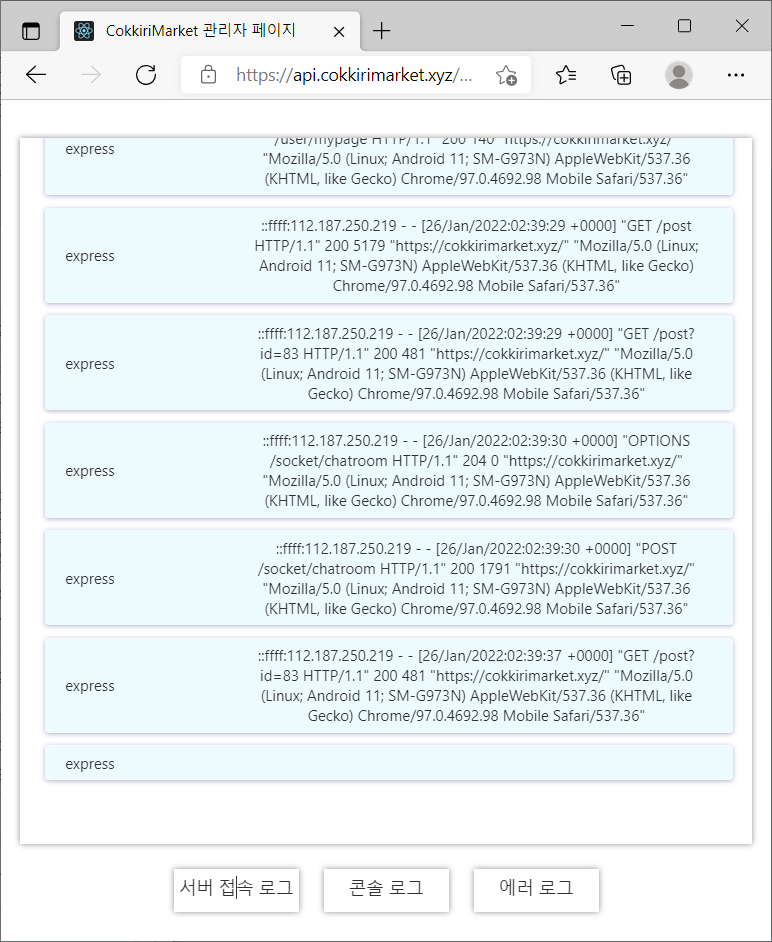 CokkiriMarket 관리자 페이지
https://api.cokkirimarket.xyz/...
express
/user/mypage HTTP/1.1" 200 140 "https://cokkirimarket.xyz/"
"Mozilla/5.0 (Linux; Android 11; SM-G973N) AppleWebKit/537.36
(KHTML, like Gecko) Chrome/97.0.4692.98 Mobile Safari/537.36"
express
::ffff:112.187.250.219 - - [26/Jan/2022:02:39:29 +0000] "GET /post
HTTP/1.1" 200 5179 "https://cokkirimarket.xyz/" "Mozilla/5.0 (Linux;
Android 11; SM-G973N) AppleWebKit/537.36 (KHTML, like Gecko)
Chrome/97.0.4692.98 Mobile Safari/537.36"
express
::ffff:112.187.250.219 - - [26/Jan/2022:02:39:29 +0000] "GET /post?
id=83 HTTP/1.1" 200 481 "https://cokkirimarket.xyz/" "Mozilla/5.0
(Linux; Android 11; SM-G973N) AppleWebKit/537.36 (KHTML, like
Gecko) Chrome/97.0.4692.98 Mobile Safari/537.36"
express
::ffff:112.187.250.219 - - [26/Jan/2022:02:39:30 +0000] "OPTIONS
/socket/chatroom HTTP/1.1" 204 0 "https://cokkirimarket.xyz/"
"Mozilla/5.0 (Linux; Android 11; SM-G973N) AppleWebKit/537.36
(KHTML, like Gecko) Chrome/97.0.4692.98 Mobile Safari/537.36"
express
::ffff:112.187.250.219 - - [26/Jan/2022:02:39:30 +0000] "POST
/socket/chatroom HTTP/1.1" 200 1791 "https://cokkirimarket.xyz/"
"Mozilla/5.0 (Linux; Android 11; SM-G973N) AppleWebKit/537.36
(KHTML, like Gecko) Chrome/97.0.4692.98 Mobile Safari/537.36"
express
::ffff:112.187.250.219 - - [26/Jan/2022:02:39:37 +0000] "GET /post?
id=83 HTTP/1.1" 200 481 "https://cokkirimarket.xyz/" "Mozilla/5.0
(Linux; Android 11; SM-G973N) AppleWebKit/537.36 (KHTML, like
Gecko) Chrome/97.0.4692.98 Mobile Safari/537.36"
express
서버 접속 로그
콘솔 로그
에러 로그